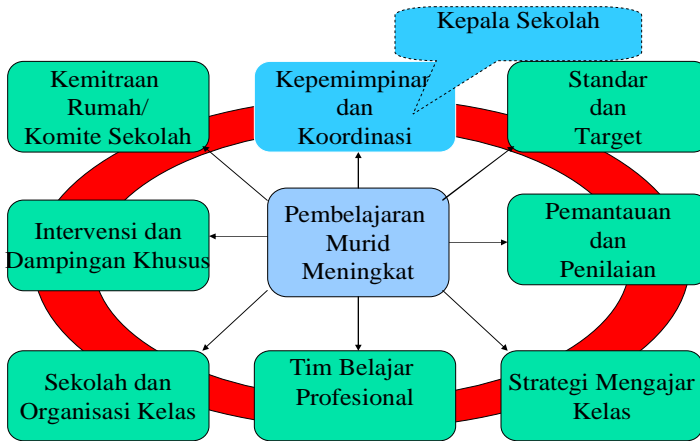 Kepala Sekolah
Kemitraan
Rumah/
Komite Sekolah
Kepemimpinan
dan
Koordinasi
Standar
dan
Target
Intervensi dan
Dampingan Khusus
Pembelajaran
Murid
Meningkat
Pemantauan
dan
Penilaian
Sekolah dan
Organisasi Kelas
Tim Belajar
Profesional
Strategi Mengajar
Kelas